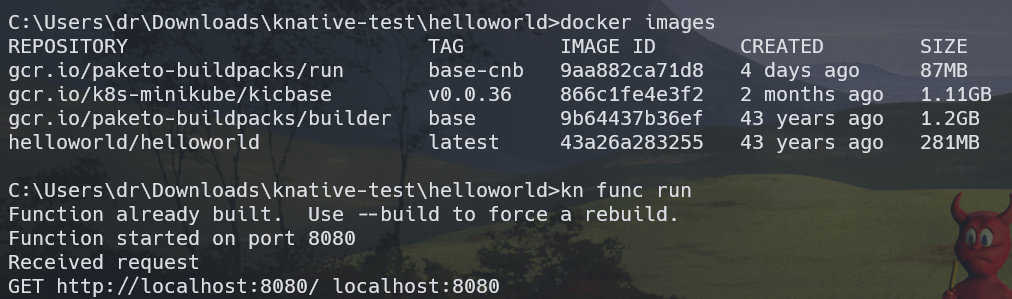 C:\Users\dr\Downloads\knative-test\helloworld>docker images
REPOSITORY                         TAG        IMAGE ID       CREATED        SIZE
gcr.io/paketo-buildpacks/run       base-cnb   9aa882ca71d8   4 days ago     87MB
gcr.io/k8s-minikube/kicbase        v0.0.36    866c1fe4e3f2   2 months ago   1.11GB
gcr.io/paketo-buildpacks/builder   base       9b64437b36ef   43 years ago   1.2GB
helloworld/helloworld              latest     43a26a283255   43 years ago   281MB

C:\Users\dr\Downloads\knative-test\helloworld>kn func run
Function already built.  Use --build to force a rebuild.
Function started on port 8080
Received request
GET http://localhost:8080/ localhost:8080